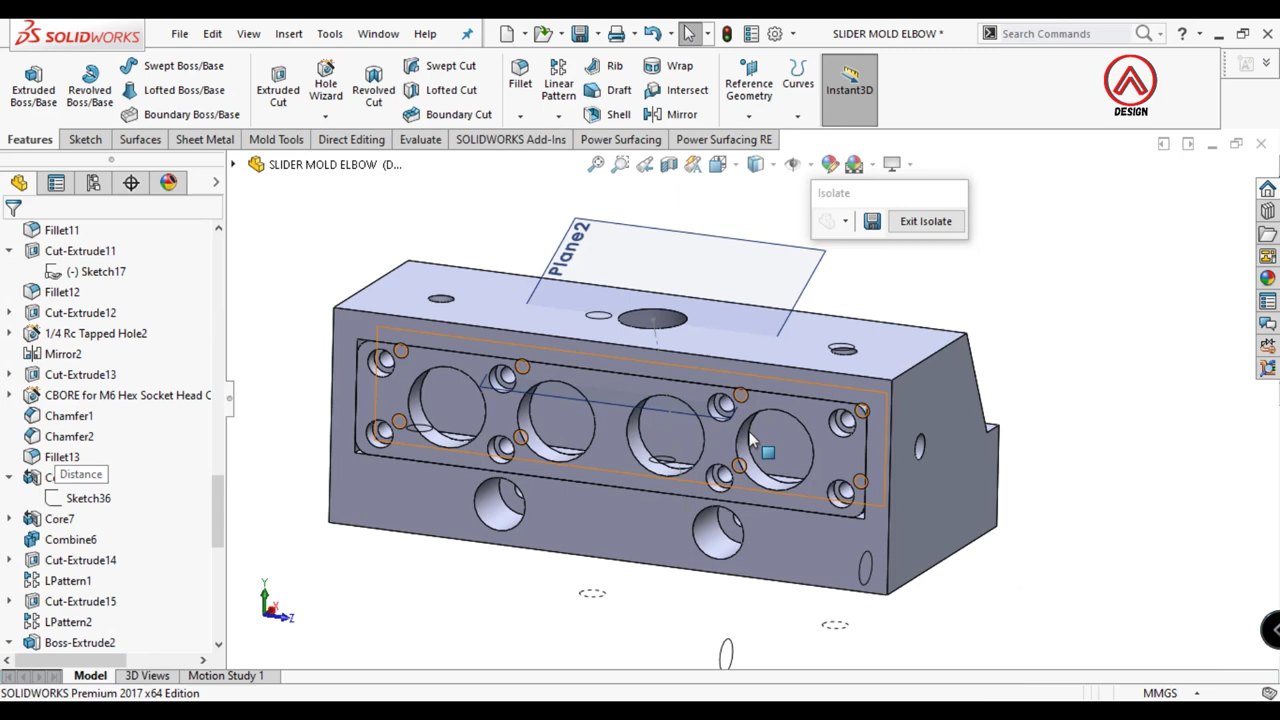 SOLIDWORKS
File Edit View Insert Tools Window Help
SLIDER MOLD ELBOW *
Search Commands
Extruded Boss/Base
Revolved Boss/Base
Swept Boss/Base
Lofted Boss/Base
Boundary Boss/Base
Extruded Cut
Hole Wizard
Revolved Cut
Swept Cut
Lofted Cut
Boundary Cut
Fillet
Linear Pattern
Rib
Draft
Shell
Wrap
Intersect
Mirror
Reference Geometry
Curves
Instant3D
DESIGN
Features Sketch Surfaces Sheet Metal Mold Tools Direct Editing Evaluate SOLIDWORKS Add-Ins Power Surfacing Power Surfacing RE
SLIDER MOLD ELBOW (D...
Isolate
Exit Isolate
Fillet11
Cut-Extrude11
(-) Sketch17
Fillet12
Cut-Extrude12
1/4 Rc Tapped Hole2
Mirror2
Cut-Extrude13
CBORE for M6 Hex Socket Head C
Chamfer1
Chamfer2
Fillet13
Distance
Sketch36
Core7
Combine6
Cut-Extrude14
LPattern1
Cut-Extrude15
LPattern2
Boss-Extrude2
Plane2
Y
X
Z
Model 3D Views Motion Study 1
SOLIDWORKS Premium 2017 x64 Edition
MMGS